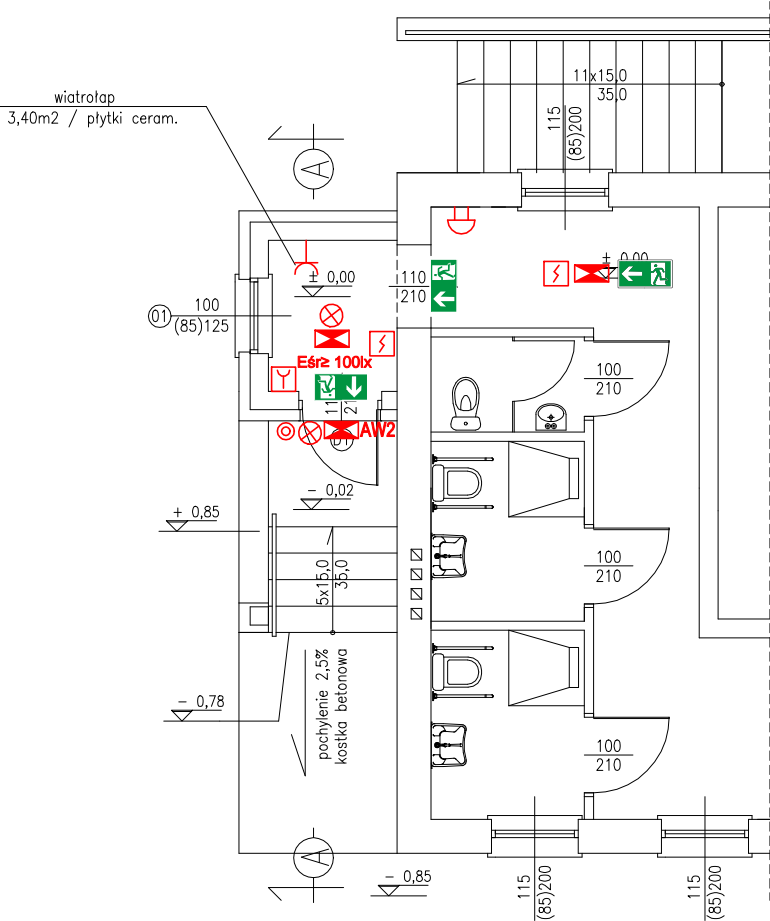 11x15,0
35,0
wiatrołap
3,40m2 / płytki ceram.
115
(85)200
A
± 0,00
± 0,00
110
210
01
100
(85)125
Eśr≥ 100lx
100
210
AW2
- 0,02
+ 0,85
5x15,0
35,0
100
210
- 0,78
pochylenie 2,5%
kostka betonowa
100
210
A
- 0,85
115
(85)200
115
(85)200